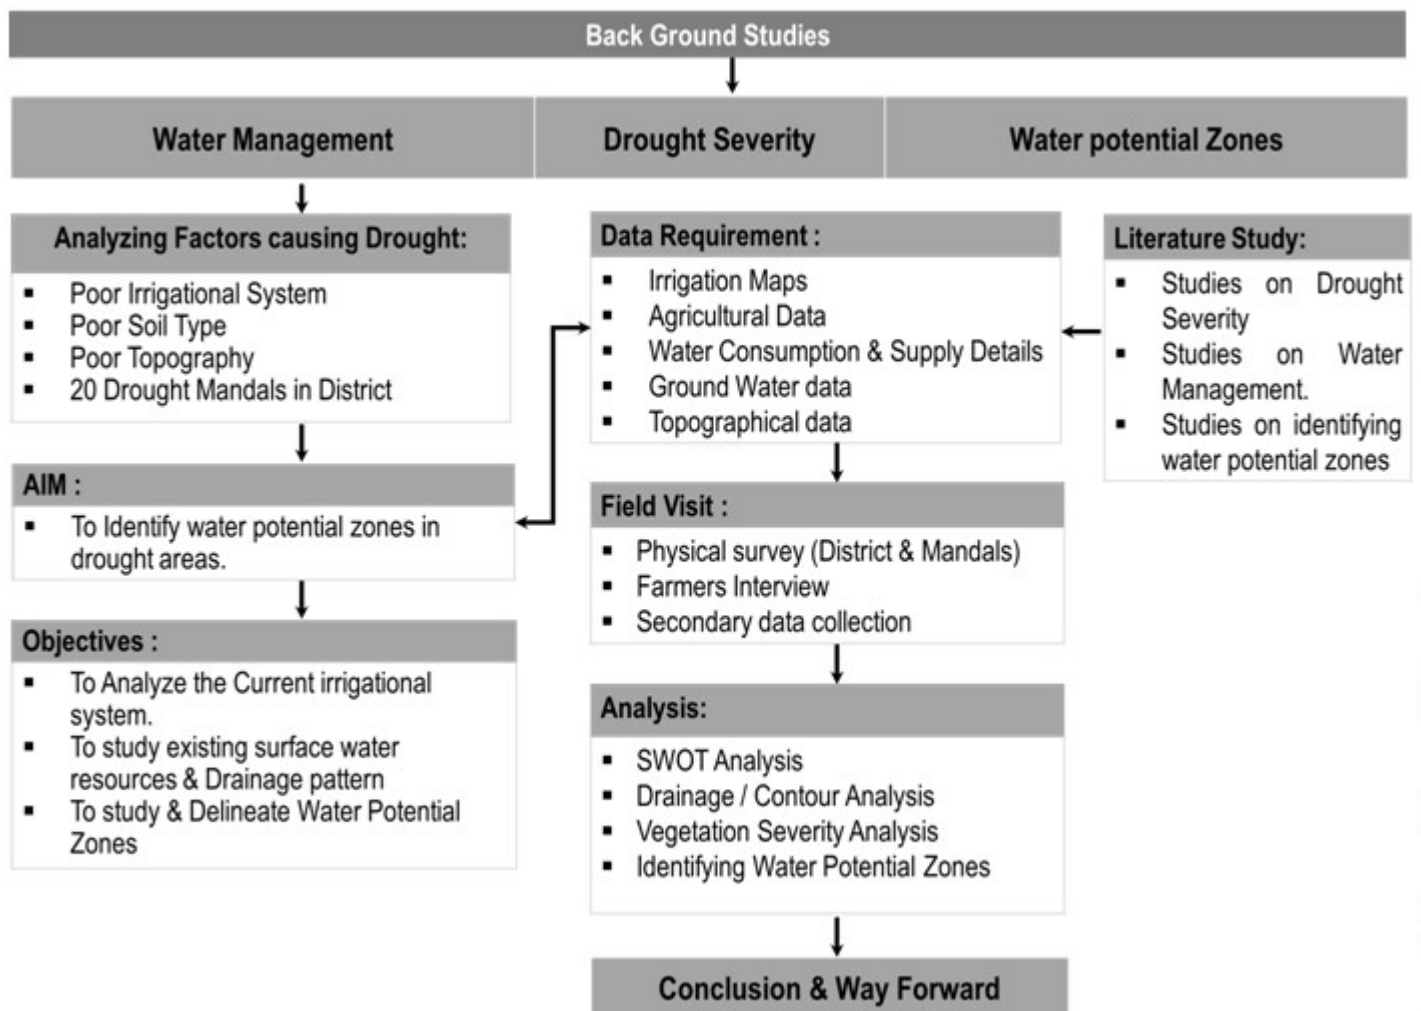 Back Ground Studies
Water Management
Drought Severity
Water potential Zones
Analyzing Factors causing Drought:
▪ Poor Irrigational System
▪ Poor Soil Type
▪ Poor Topography
▪ 20 Drought Mandals in District
AIM :
▪ To Identify water potential zones in
drought areas.
Objectives :
▪ To Analyze the Current irrigational
system.
▪ To study existing surface water
resources & Drainage pattern
▪ To study & Delineate Water Potential
Zones
Data Requirement :
▪ Irrigation Maps
▪ Agricultural Data
▪ Water Consumption & Supply Details
▪ Ground Water data
▪ Topographical data
Field Visit :
▪ Physical survey (District & Mandals)
▪ Farmers Interview
▪ Secondary data collection
Analysis:
▪ SWOT Analysis
▪ Drainage / Contour Analysis
▪ Vegetation Severity Analysis
▪ Identifying Water Potential Zones
Conclusion & Way Forward
Literature Study:
▪ Studies on Drought
Severity
▪ Studies on Water
Management.
▪ Studies on identifying
water potential zones